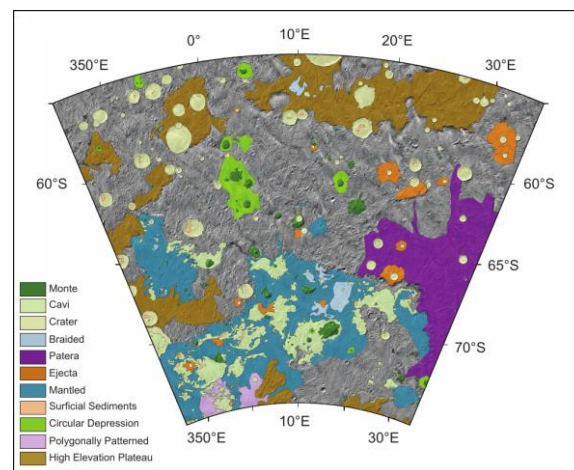 0°
10°E
20°E
350°E
30°E
60°S
60°S
65°S
70°S
Monte
Cavi
Crater
Braided
Patera
Ejecta
Mantled
Surficial Sediments
Circular Depression
Polygonally Patterned
High Elevation Plateau
350°E
10°E
30°E